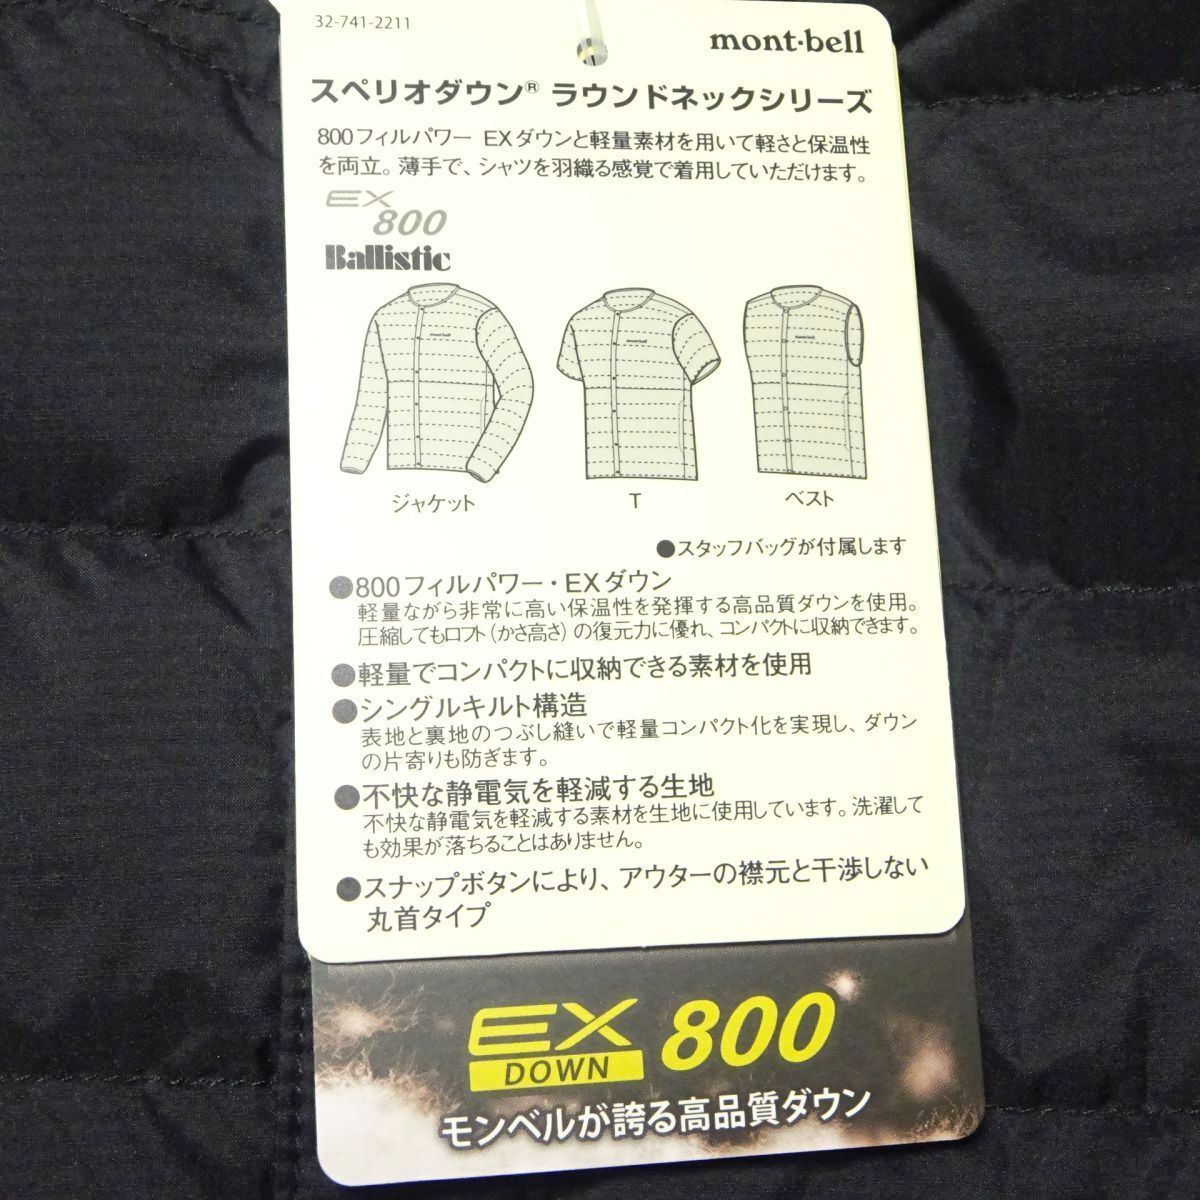 32-741-2211
mont-bell
スペリオダウン® ラウンドネックシリーズ
800フィルパワー EXダウンと軽量素材を用いて軽さと保温性
を両立。薄手で、シャツを羽織る感覚で着用していただけます。
EX
800
Ballistic
mont-bell
mont-bell
mont-bell
ジャケット
T
ベスト
●スタッフバッグが付属します
●800フィルパワー・EXダウン
軽量ながら非常に高い保温性を発揮する高品質ダウンを使用。
圧縮してもロフト(かさ高さ)の復元力に優れ、コンパクトに収納できます。
●軽量でコンパクトに収納できる素材を使用
●シングルキルト構造
表地と裏地のつぶし縫いで軽量コンパクト化を実現し、ダウン
の片寄りも防ぎます。
●不快な静電気を軽減する生地
不快な静電気を軽減する素材を生地に使用しています。洗濯して
も効果が落ちることはありません。
●スナップボタンにより、アウターの襟元と干渉しない
丸首タイプ
EX 800
DOWN
モンベルが誇る高品質ダウン